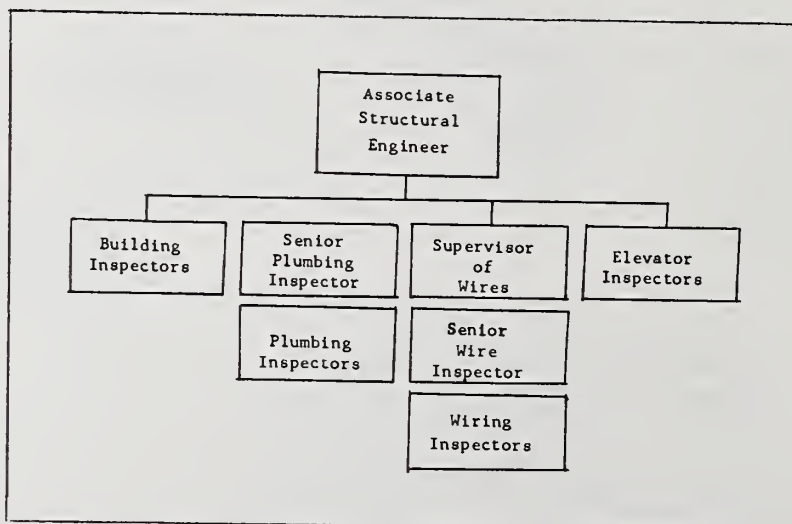 Associate
Structural
Engineer
Building
Inspectors
Senior
Plumbing
Inspector
Supervisor
of
Wires
Elevator
Inspectors
Plumbing
Inspectors
Senior
Wire
Inspector
Wiring
Inspectors